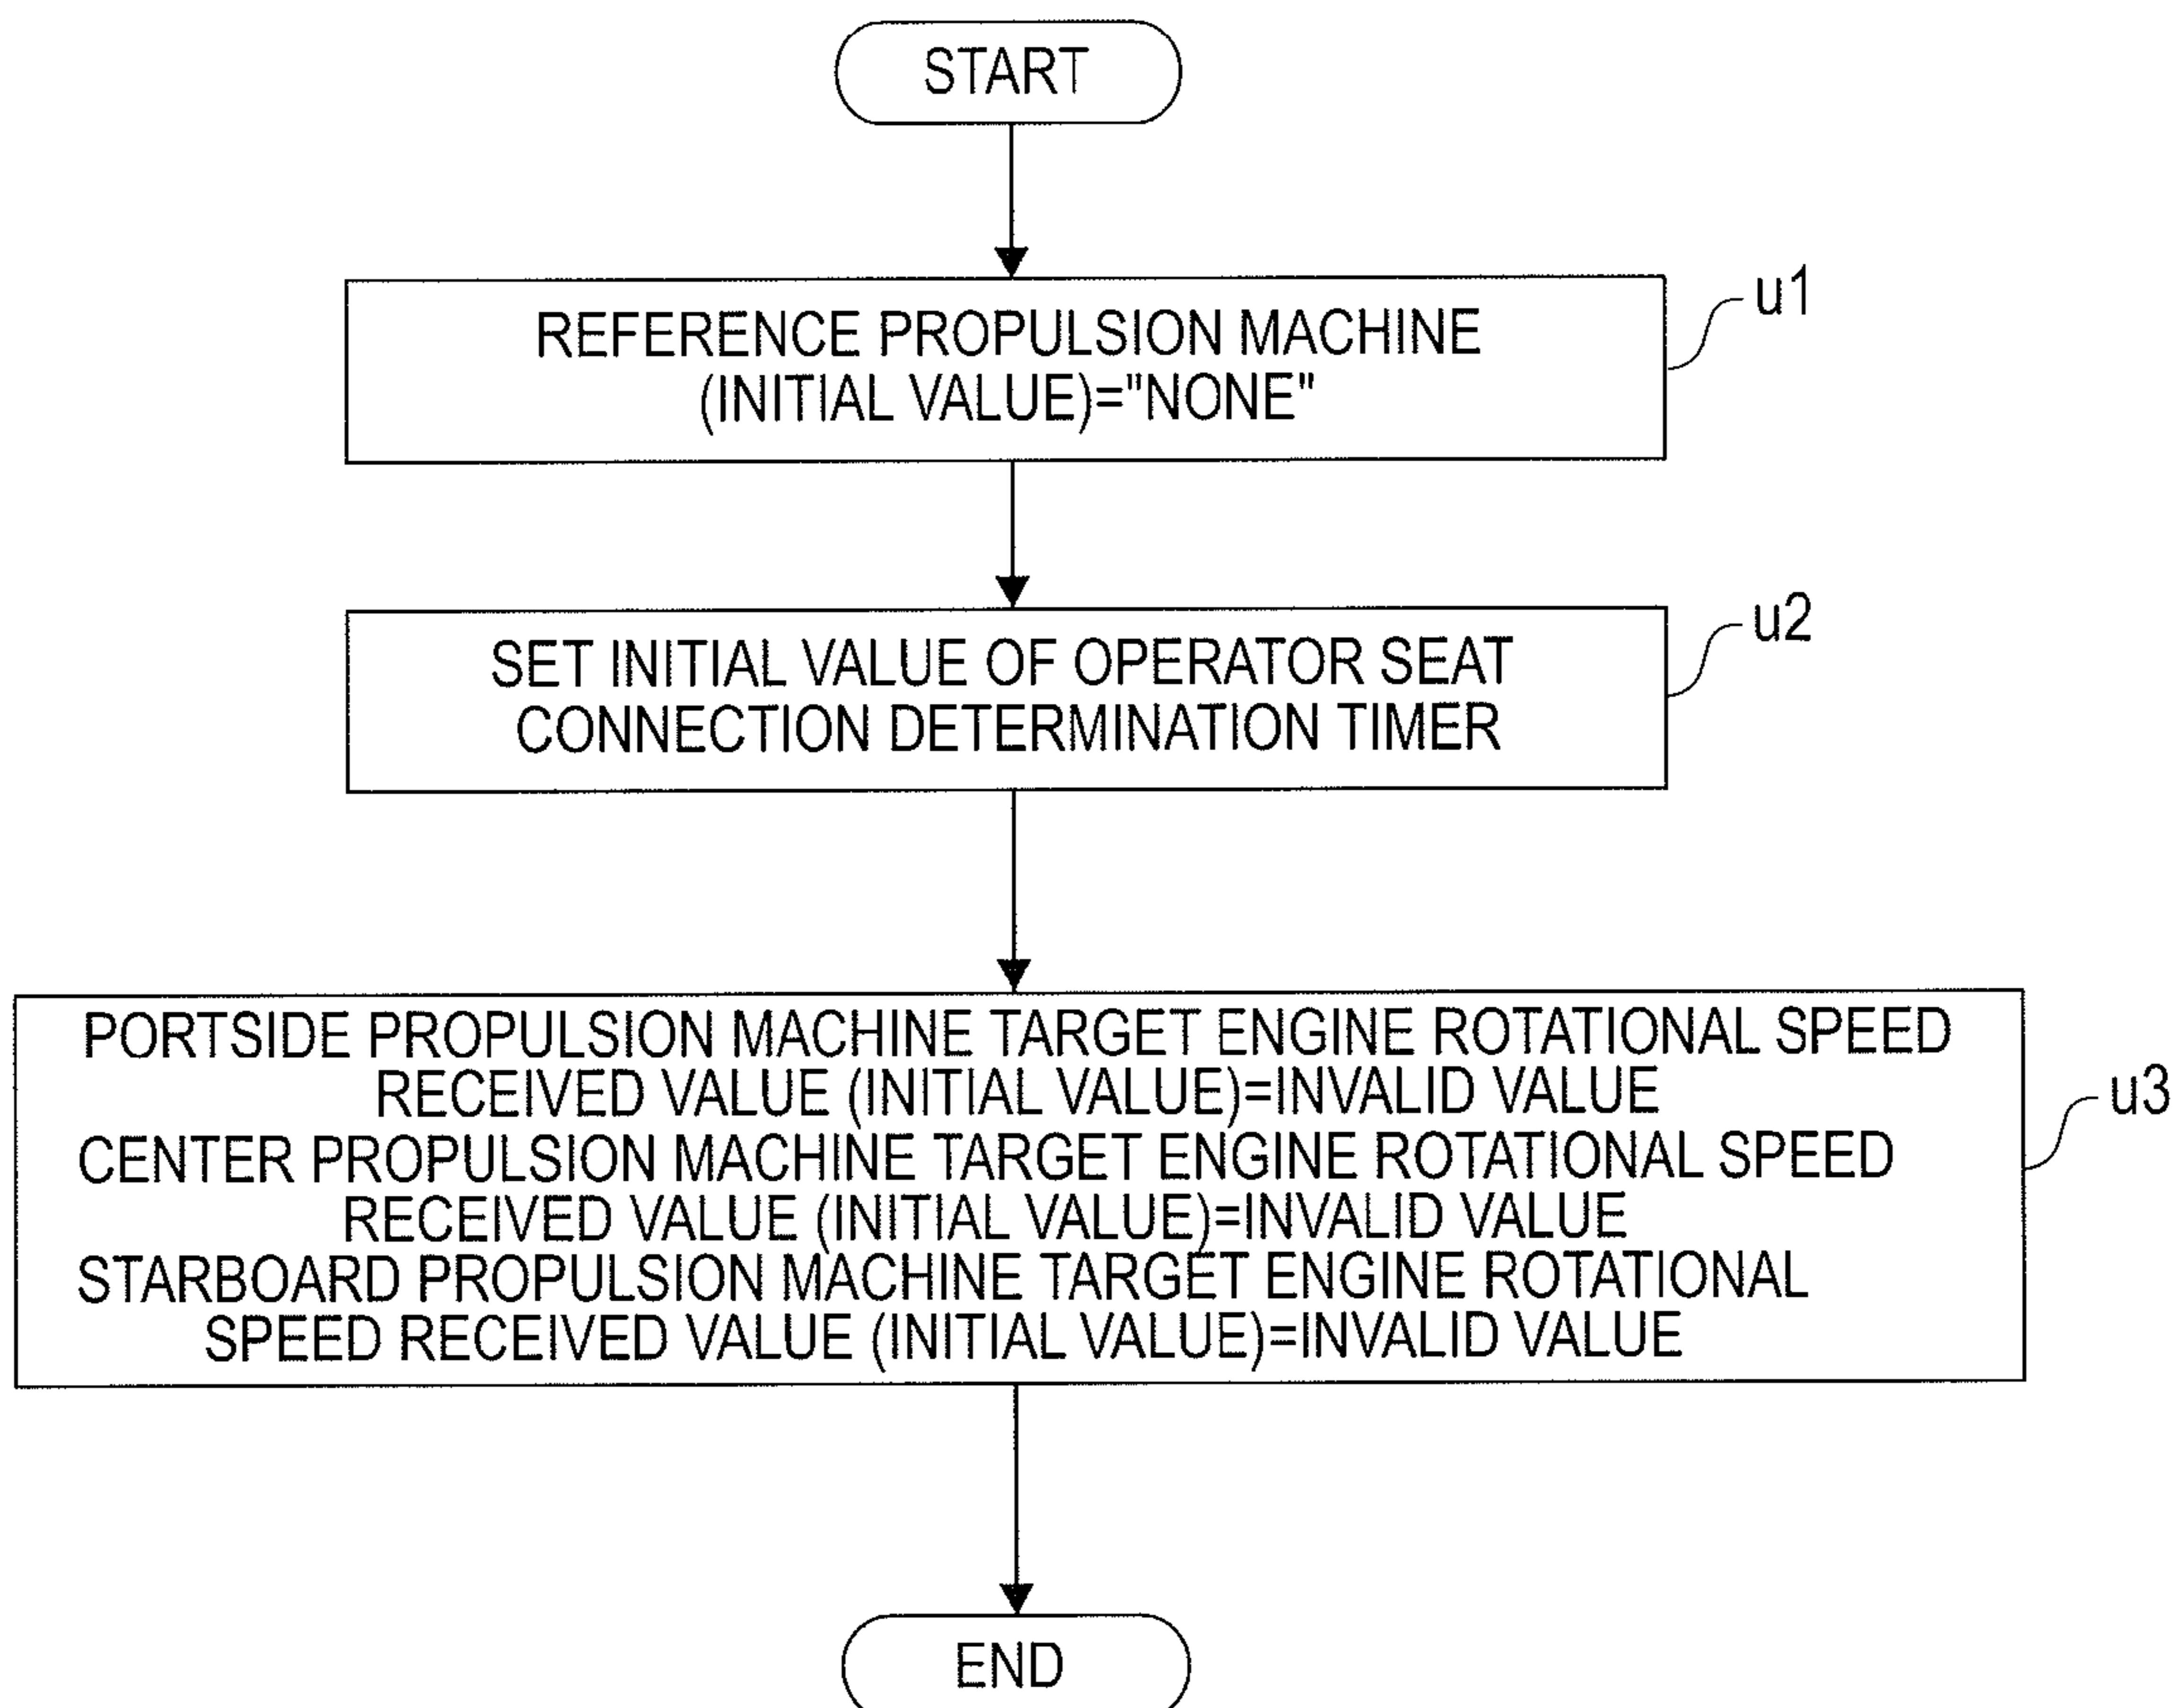 START
REFERENCE PROPULSION MACHINE
(INITIAL VALUE)="NONE"
u1
SET INITIAL VALUE OF OPERATOR SEAT
CONNECTION DETERMINATION TIMER
u2
PORTSIDE PROPULSION MACHINE TARGET ENGINE ROTATIONAL SPEED
RECEIVED VALUE (INITIAL VALUE)=INVALID VALUE
CENTER PROPULSION MACHINE TARGET ENGINE ROTATIONAL SPEED
RECEIVED VALUE (INITIAL VALUE)=INVALID VALUE
STARBOARD PROPULSION MACHINE TARGET ENGINE ROTATIONAL
SPEED RECEIVED VALUE (INITIAL VALUE)=INVALID VALUE
u3
END